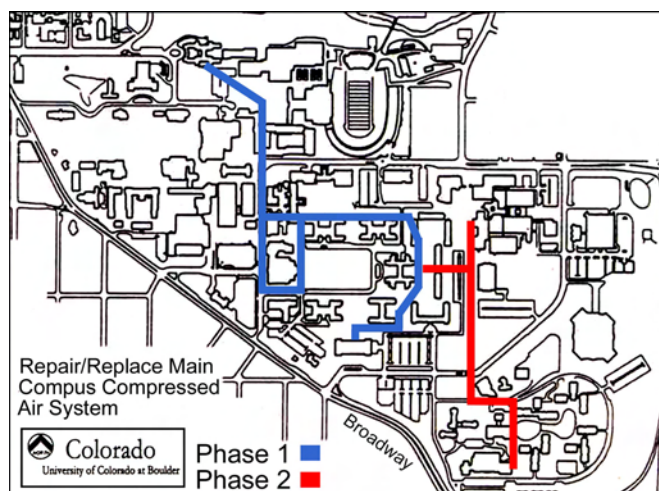 Repair/Replace Main
Compus Compressed
Air System
Broadway
Colorado
University of Colorado at Boulder
Phase 1
Phase 2